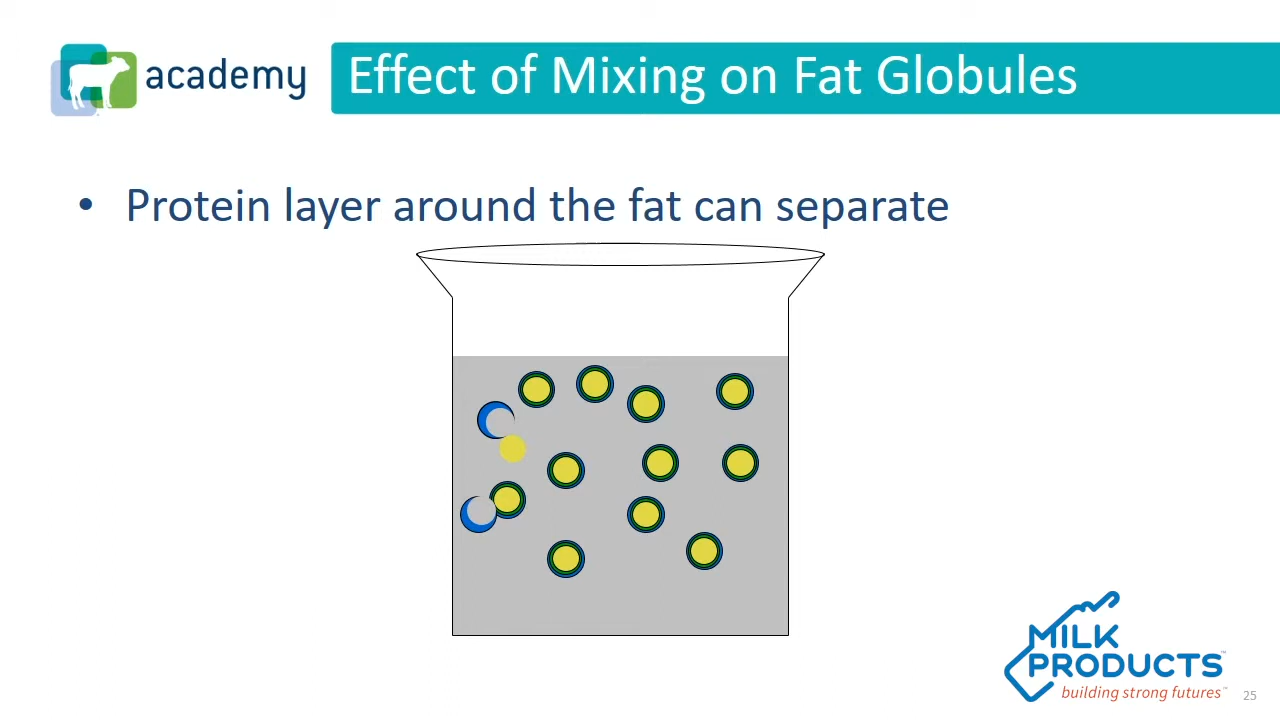 academy
Effect of Mixing on Fat Globules
• Protein layer around the fat can separate
MILK
PRODUCTS™
building strong futures™
25